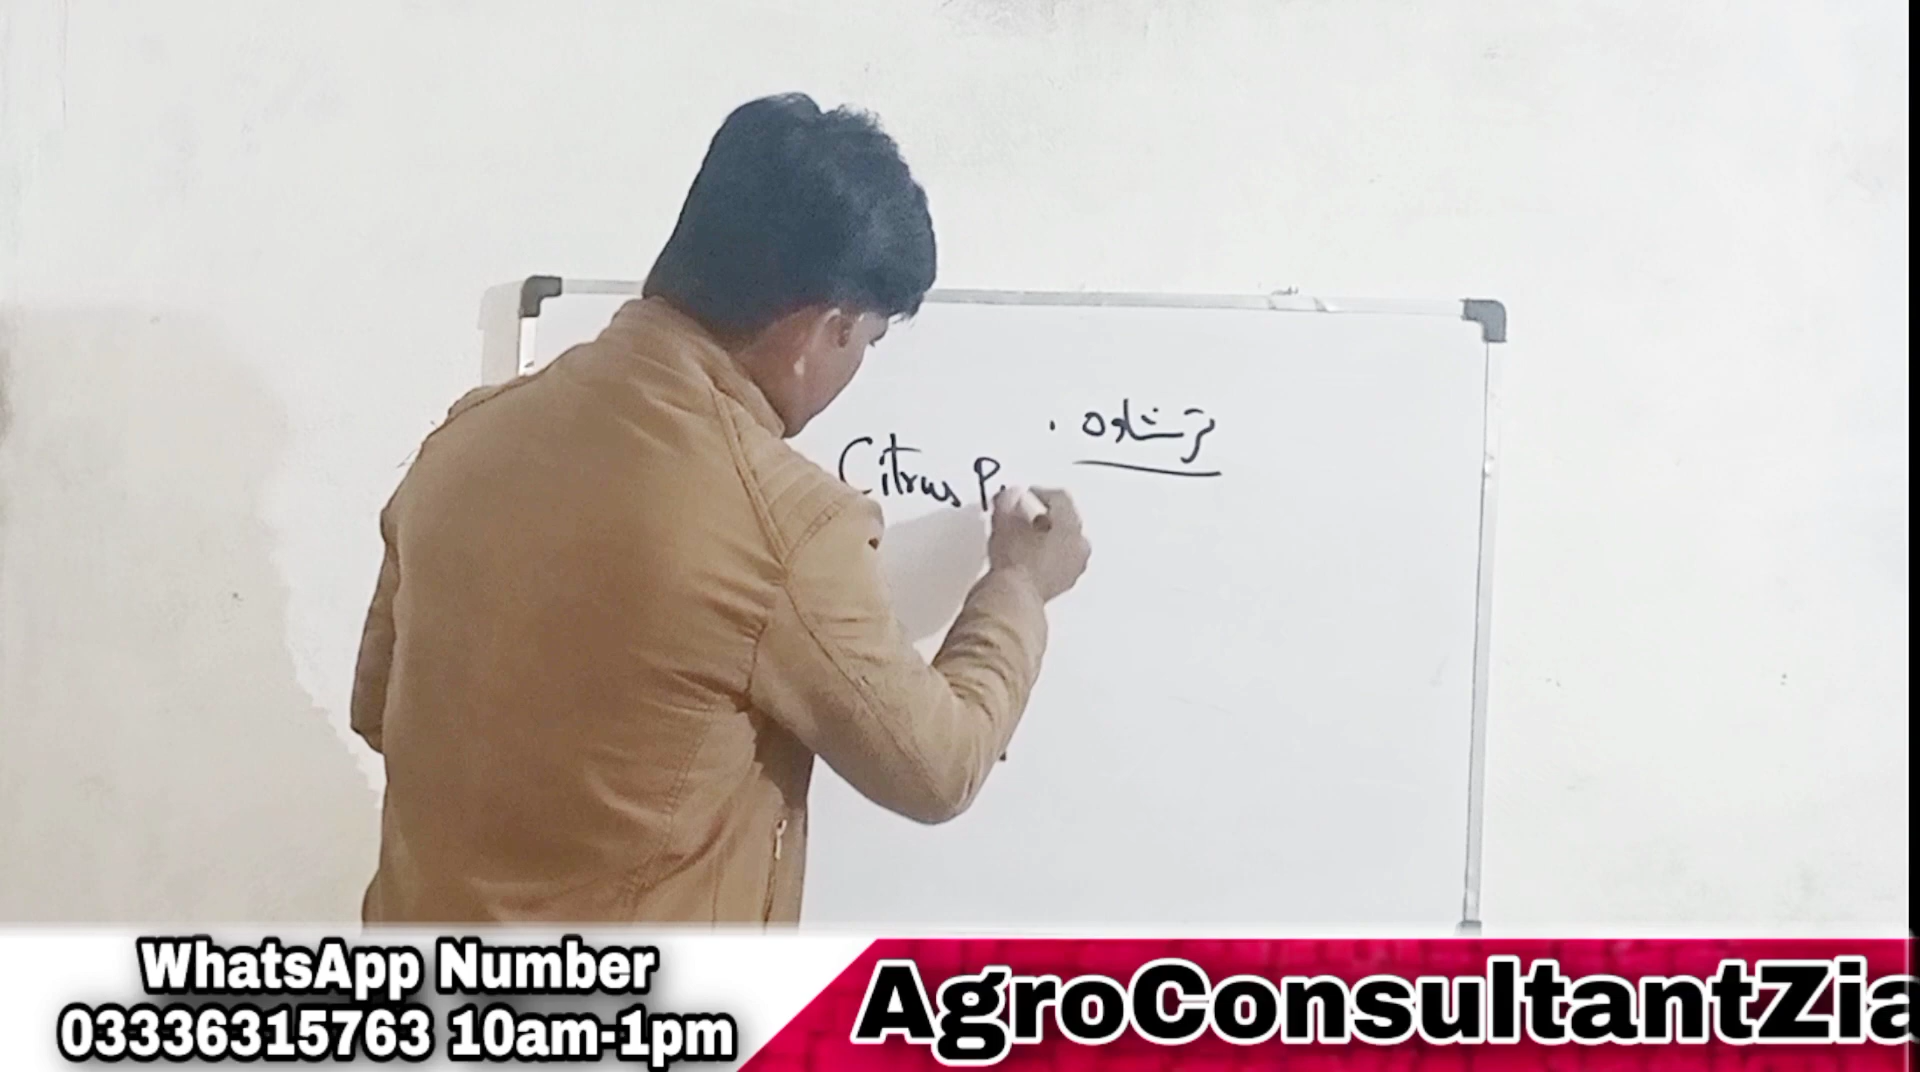 ترشاوہ
Citrus P
WhatsApp Number
03336315763 10am-1pm
AgroConsultantZia